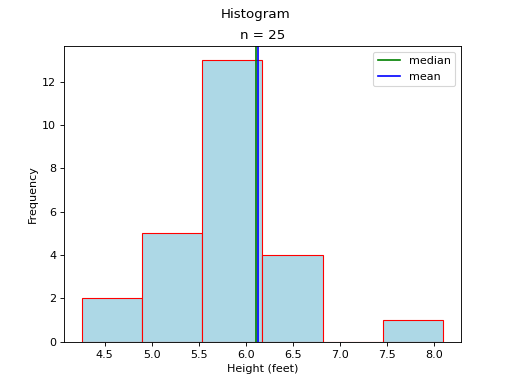 Histogram
n = 25
median
mean
12
10
8
6
4
2
0
Frequency
4.5 5.0 5.5 6.0 6.5 7.0 7.5 8.0
Height (feet)